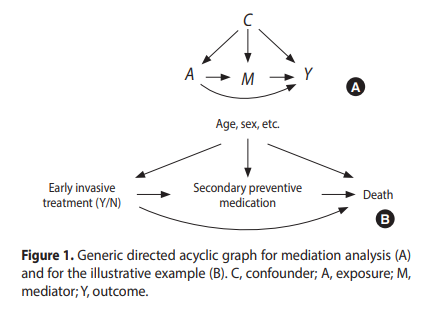 C
A M Y
A
Age, sex, etc.
Early invasive Secondary preventive
treatment (Y/N) medication Death
B
Figure 1. Generic directed acyclic graph for mediation analysis (A)
and for the illustrative example (B). C, confounder; A, exposure; M,
mediator; Y, outcome.